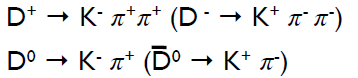 D⁺ → K⁻ π⁺π⁺ (D⁻ → K⁺ π⁻π⁻)
D⁰ → K⁻ π⁺ (D̅⁰ → K⁺ π⁻)